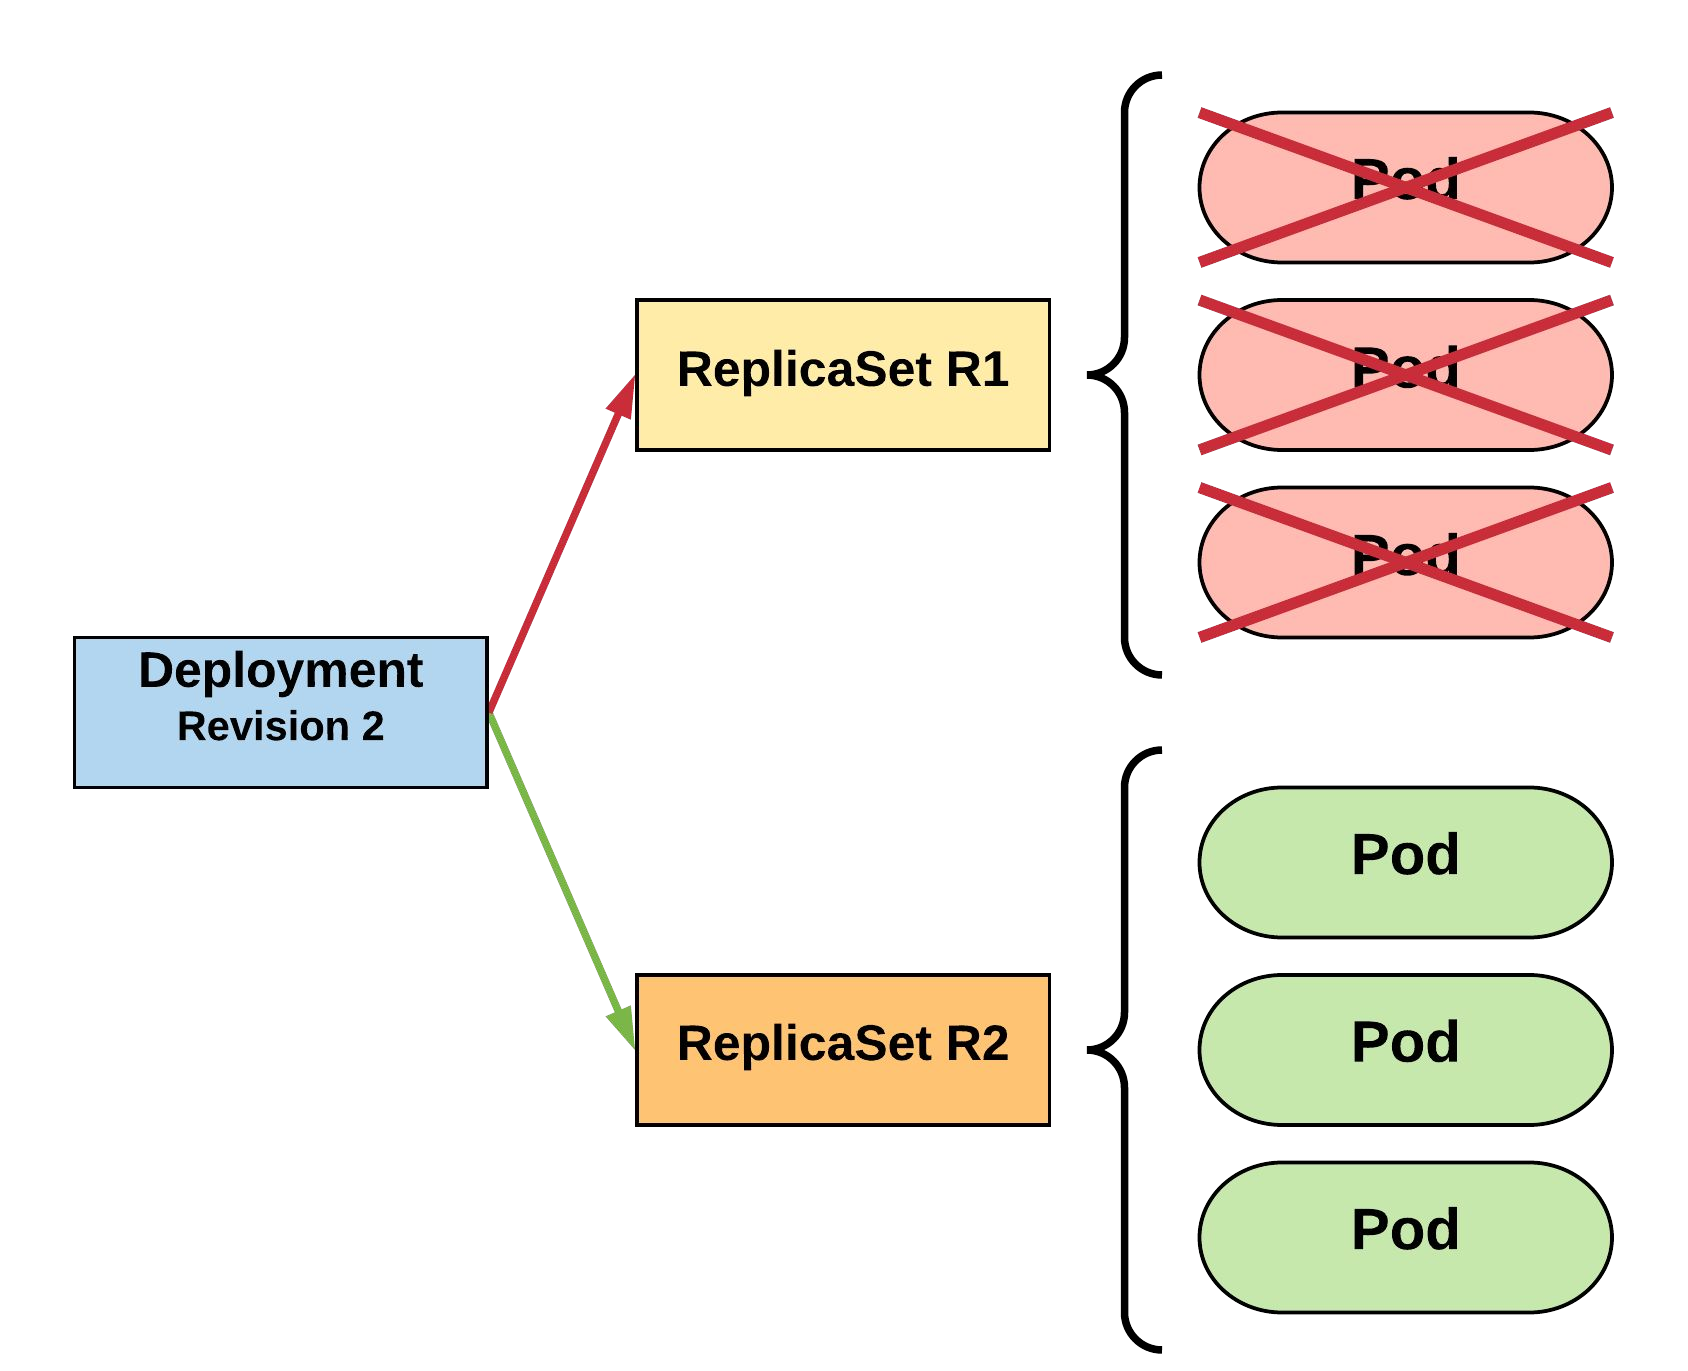 Pod
Pod
ReplicaSet R1
Pod
Deployment
Revision 2
Pod
ReplicaSet R2
Pod
Pod